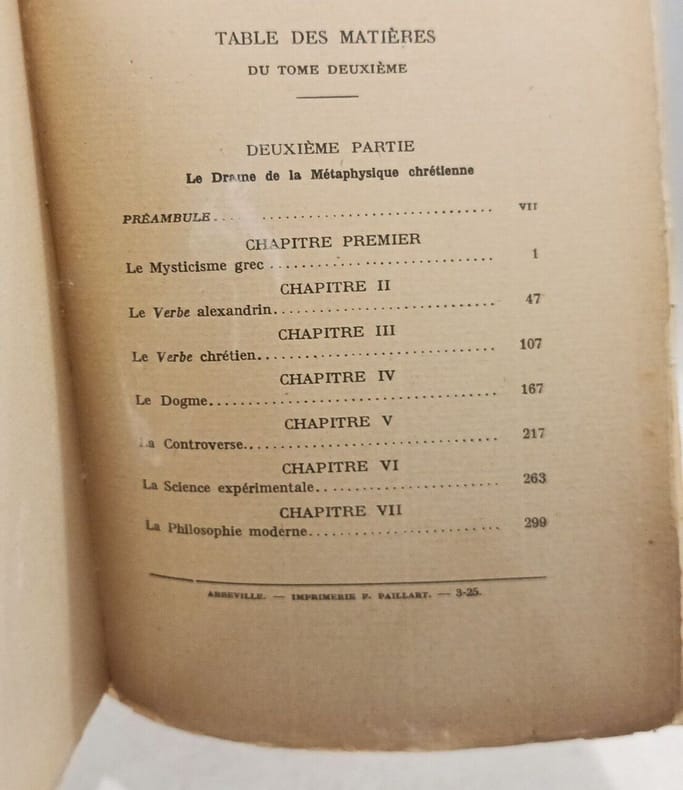 TABLE DES MATIÈRES
DU TOME DEUXIÈME
DEUXIÈME PARTIE
Le Drame de la Métaphysique chrétienne
PRÉAMBULE.... ........................ VII
CHAPITRE PREMIER
Le Mysticisme grec ........................ 1
CHAPITRE II
Le Verbe alexandrin........................ 47
CHAPITRE III
Le Verbe chrétien.......................... 107
CHAPITRE IV
Le Dogme............................... 167
CHAPITRE V
La Controverse........................... 217
CHAPITRE VI
La Science expérimentale..................... 263
CHAPITRE VII
La Philosophie moderne...................... 299
ABBEVILLE. — IMPRIMERIE F. PAILLART. — 3-25.